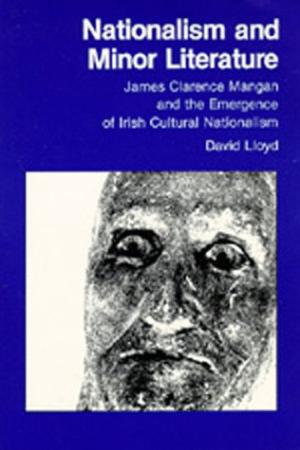 Nationalism and
Minor Literature
James Clarence Mangan
and the Emergence
of Irish Cultural Nationalism
David Lloyd